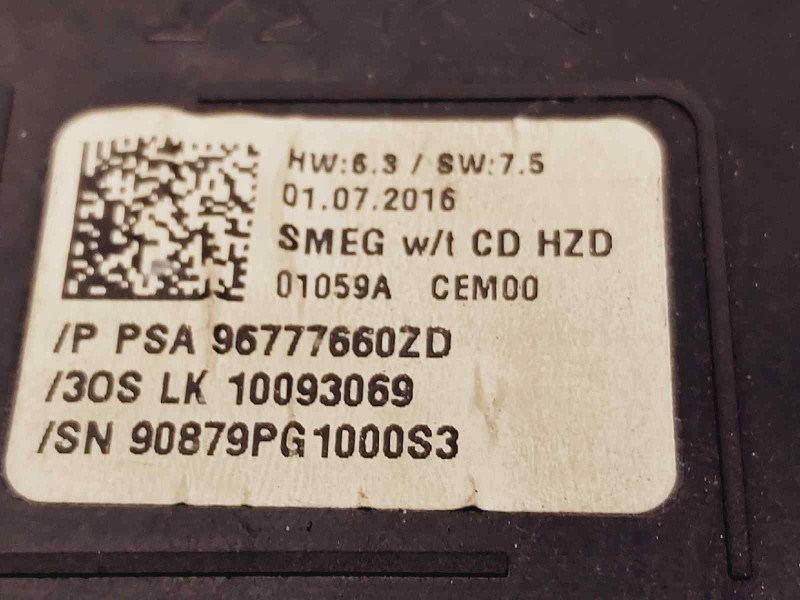 HW:6.3 / SW:7.5
01.07.2016
SMEG w/t CD HZD
01059A CEM00
/P PSA 96777660ZD
/3OS LK 10093069
/SN 90879PG1000S3